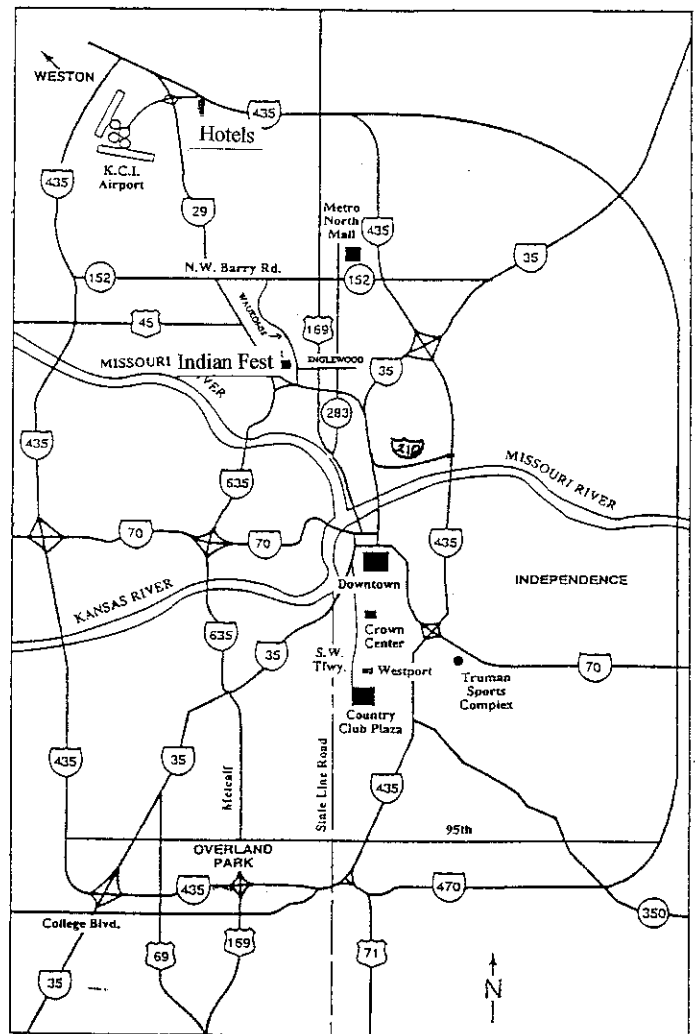 WESTON
K.C.I.
Airport
Hotels
435
435
29
Metro
North
Mall
435
35
N.W. Barry Rd.
152
152
WAUKOMIS
45
169
MISSOURI
RIVER
Indian Fest
ENGLEWOOD
35
283
435
210
635
MISSOURI RIVER
70
70
435
KANSAS RIVER
Downtown
INDEPENDENCE
635
35
Crown
Center
S.W.
Tfwy.
Westport
70
Truman
Sports
Complex
Country
Club Plaza
435
35
Metcalf
State Line Road
435
95th
OVERLAND
PARK
435
470
350
College Blvd.
69
169
71
35
N